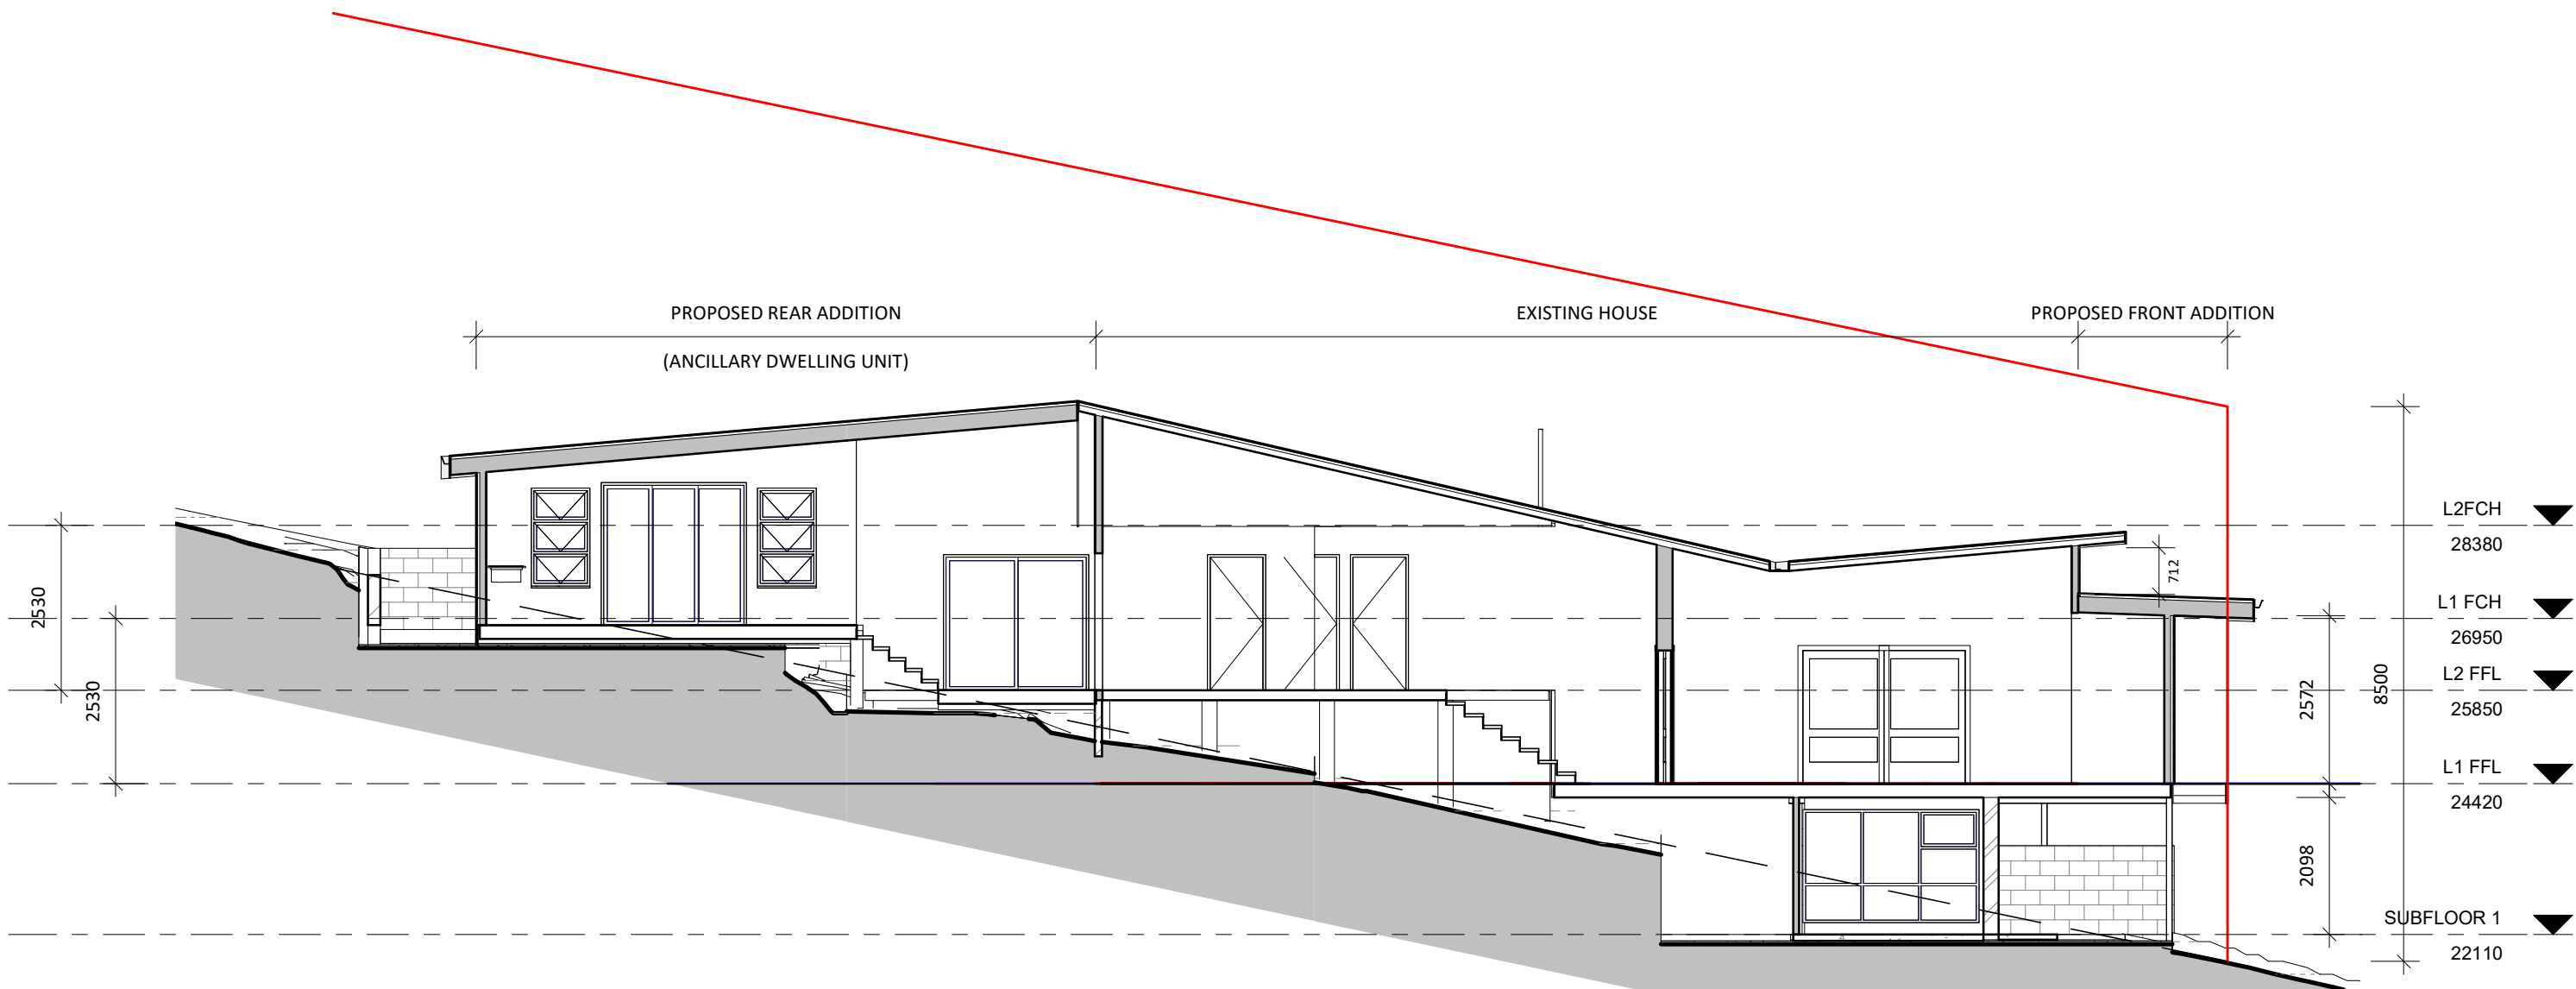 PROPOSED REAR ADDITION
(ANCILLARY DWELLING UNIT)
EXISTING HOUSE
PROPOSED FRONT ADDITION
2530
2530
712
2572
8500
2098
L2FCH
28380
L1 FCH
26950
L2 FFL
25850
L1 FFL
24420
SUBFLOOR 1
22110